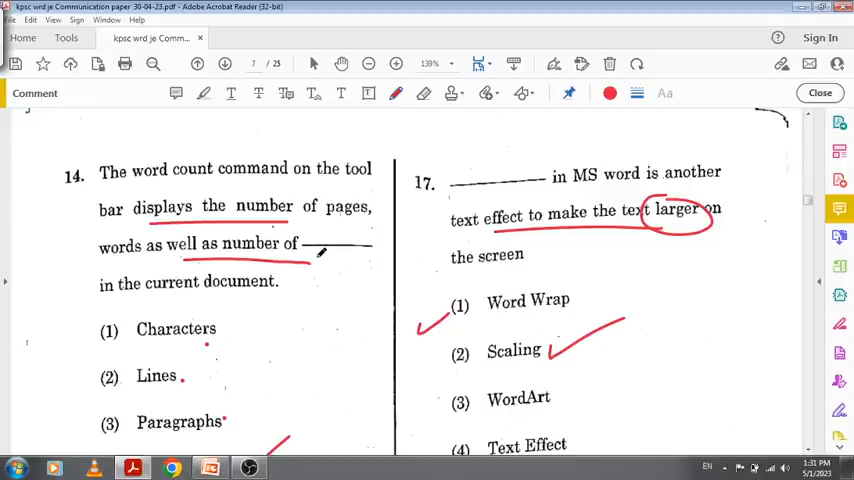 kpsc wrd je Communication paper 30-04-23.pdf - Adobe Acrobat Reader (32-bit)
File Edit View Sign Window Help
Home Tools kpsc wrd je Comm... × Sign In
7 / 25 139%
Comment Aa Close
14. The word count command on the tool
bar displays the number of pages,
words as well as number of
in the current document.
(1) Characters
(2) Lines
(3) Paragraphs
17. in MS word is another
text effect to make the text larger on
the screen
(1) Word Wrap
(2) Scaling
(3) WordArt
(4) Text Effect
EN 1:31 PM
5/1/2023